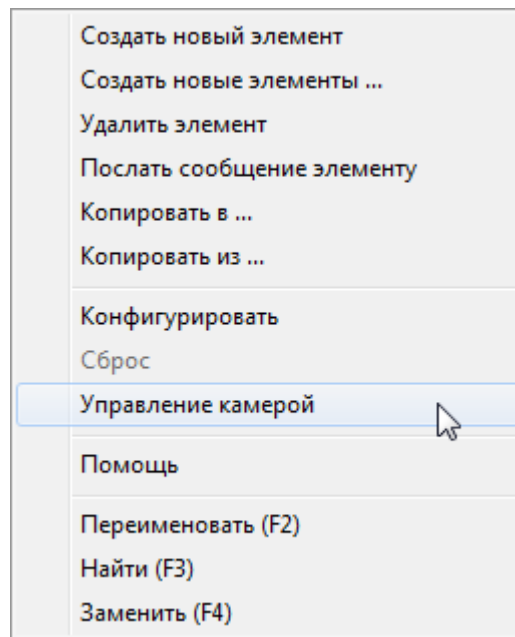 Создать новый элемент
Создать новые элементы ...
Удалить элемент
Послать сообщение элементу
Копировать в ...
Копировать из ...
Конфигурировать
Сброс
Управление камерой
Помощь
Переименовать (F2)
Найти (F3)
Заменить (F4)